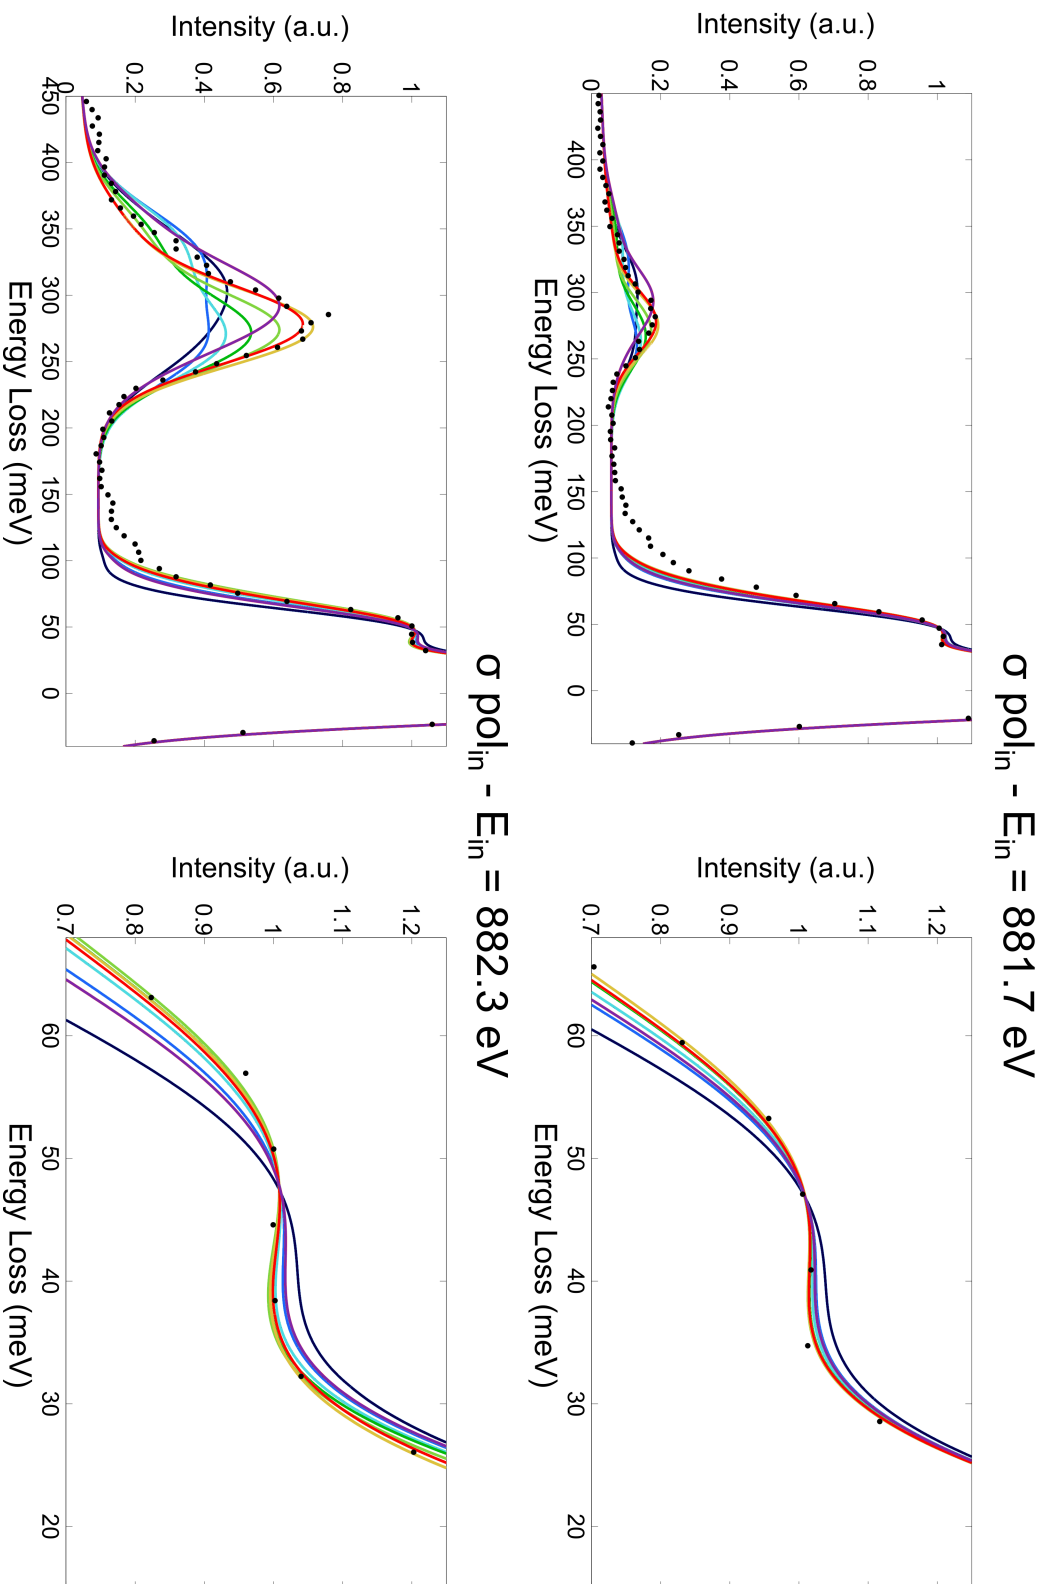 σ pol_in - E_in = 881.7 eV
Intensity (a.u.)
1
0.8
0.6
0.4
0.2
0
400 350 300 250 200 150 100 50 0
Energy Loss (meV)
Intensity (a.u.)
1.2
1.1
1
0.9
0.8
0.7
60 50 40 30 20
Energy Loss (meV)
σ pol_in - E_in = 882.3 eV
Intensity (a.u.)
1
0.8
0.6
0.4
0.2
0
450 400 350 300 250 200 150 100 50 0
Energy Loss (meV)
Intensity (a.u.)
1.2
1.1
1
0.9
0.8
0.7
60 50 40 30 20
Energy Loss (meV)